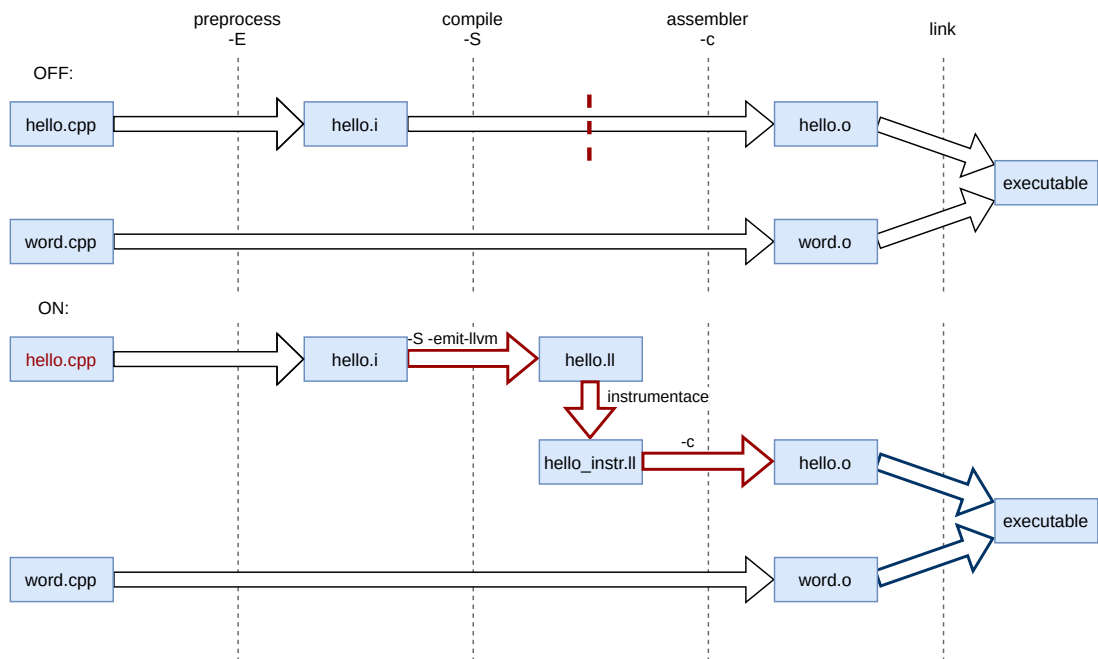 preprocess
-E
compile
-S
assembler
-c
link
OFF:
hello.cpp
hello.i
hello.o
executable
word.cpp
word.o
ON:
hello.cpp
hello.i
-S -emit-llvm
hello.ll
instrumentace
hello_instr.ll
-c
hello.o
executable
word.cpp
word.o